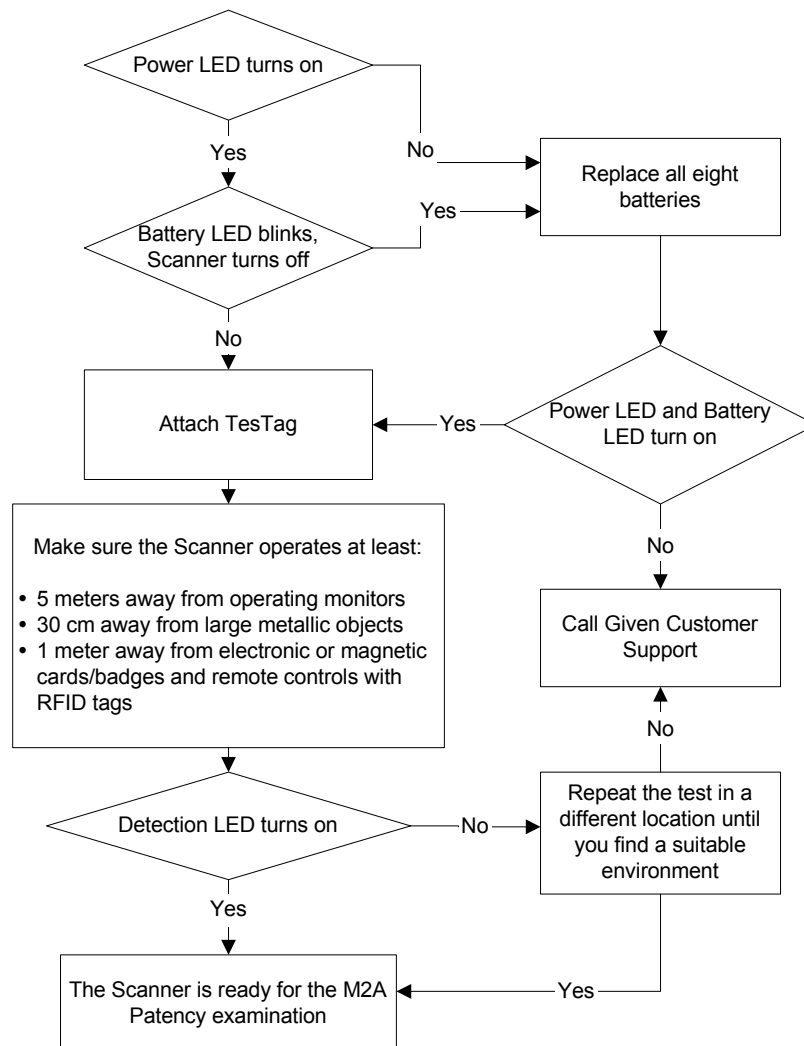 Power LED turns on
No
Yes
Replace all eight
batteries
Yes
Battery LED blinks,
Scanner turns off
No
Attach TesTag
Yes
Power LED and Battery
LED turn on
No
Make sure the Scanner operates at least:
• 5 meters away from operating monitors
• 30 cm away from large metallic objects
• 1 meter away from electronic or magnetic
cards/badges and remote controls with
RFID tags
Call Given Customer
Support
No
Detection LED turns on
No
Repeat the test in a
different location until
you find a suitable
environment
Yes
The Scanner is ready for the M2A
Patency examination
Yes